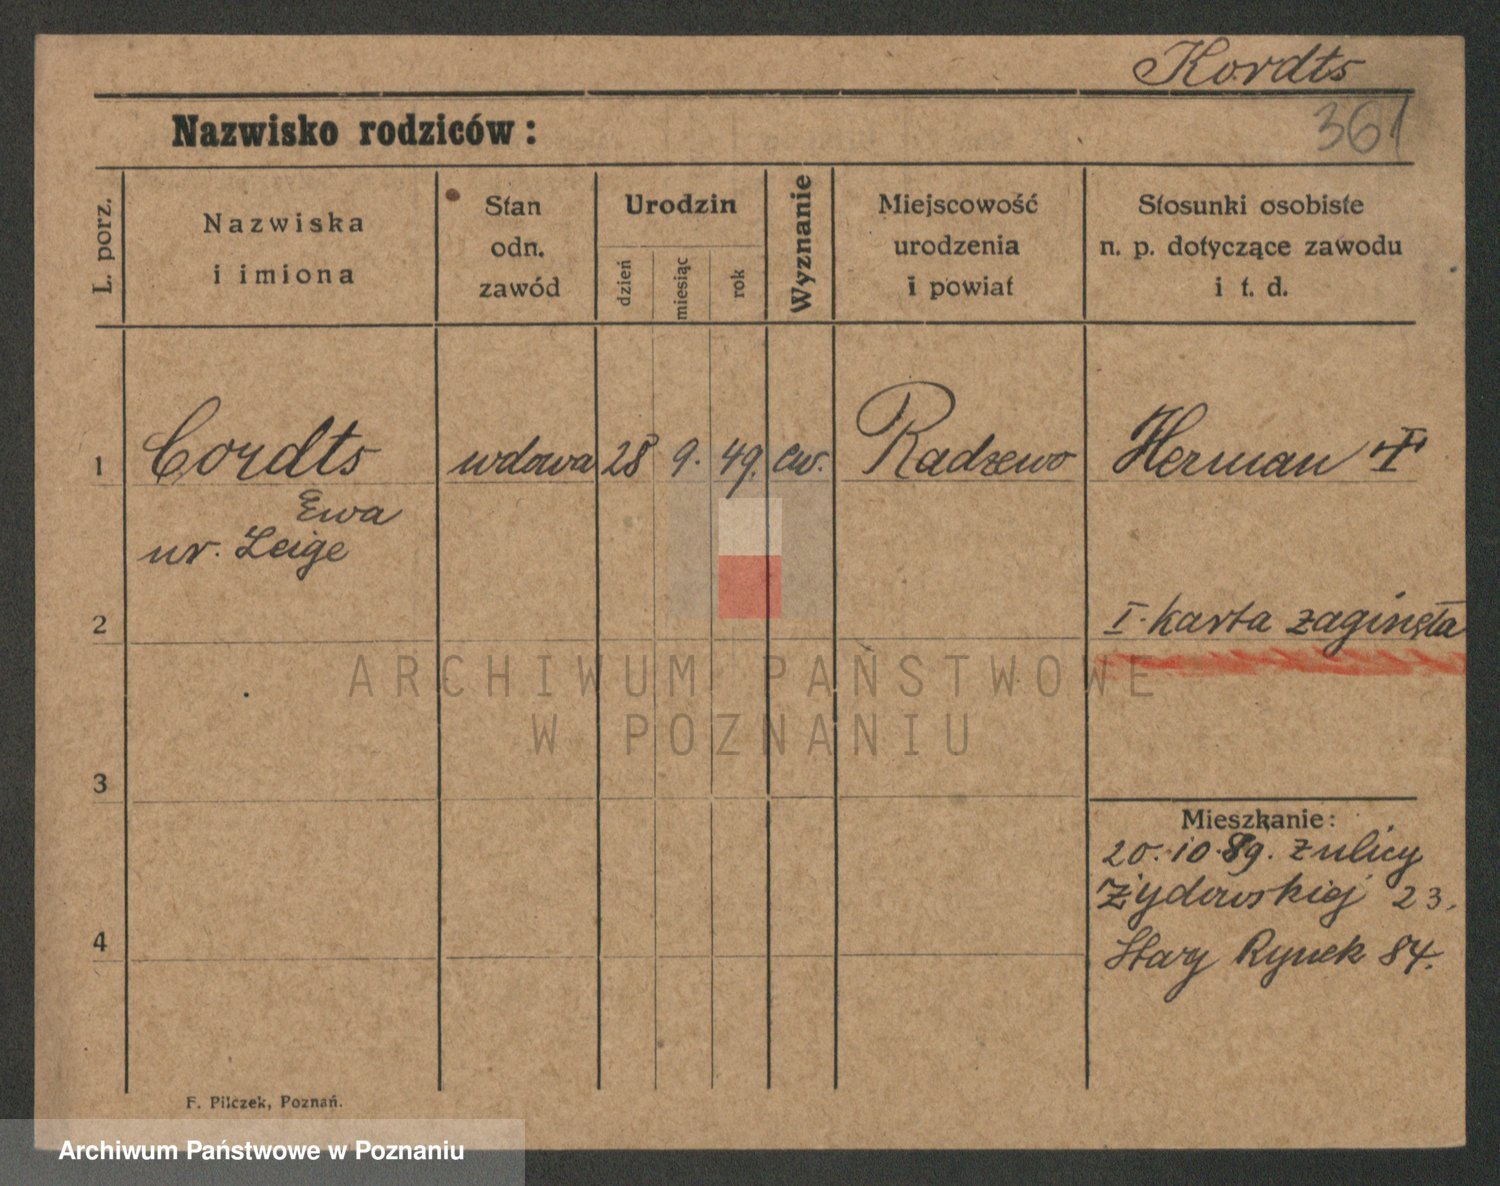 Kordts
361
Nazwisko rodziców:
L. porz.
Nazwiska
i imiona
Stan
odn.
zawód
Urodzin
dzień
miesiąc
rok
Wyznanie
Miejscowość
urodzenia
i powiat
Stosunki osobiste
n. p. dotyczące zawodu
i t. d.
1 Cordts wdowa 28 9. 49. ew. Radzewo Herman †
Ewa
ur. Leige
2
I. karta zaginęła
ARCHIWUM PAŃSTWOWE
W POZNANIU
3
Mieszkanie:
20.10.89. z ulicy
Żydowskiej 23.
4
Stary Rynek 84.
F. Pilczek, Poznań.
Archiwum Państwowe w Poznaniu